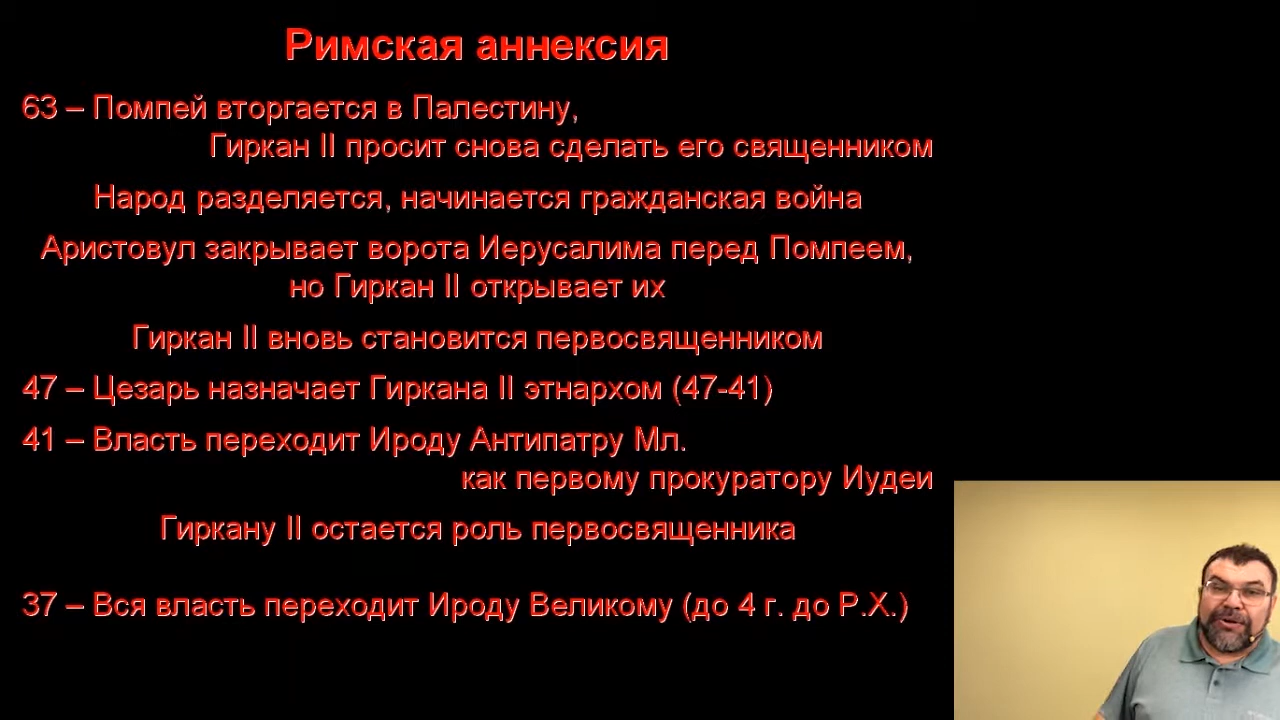 Римская аннексия
63 – Помпей вторгается в Палестину,
Гиркан II просит снова сделать его священником
Народ разделяется, начинается гражданская война
Аристовул закрывает ворота Иерусалима перед Помпеем,
но Гиркан II открывает их
Гиркан II вновь становится первосвященником
47 – Цезарь назначает Гиркана II этнархом (47-41)
41 – Власть переходит Ироду Антипатру Мл.
как первому прокуратору Иудеи
Гиркану II остается роль первосвященника
37 – Вся власть переходит Ироду Великому (до 4 г. до Р.Х.)